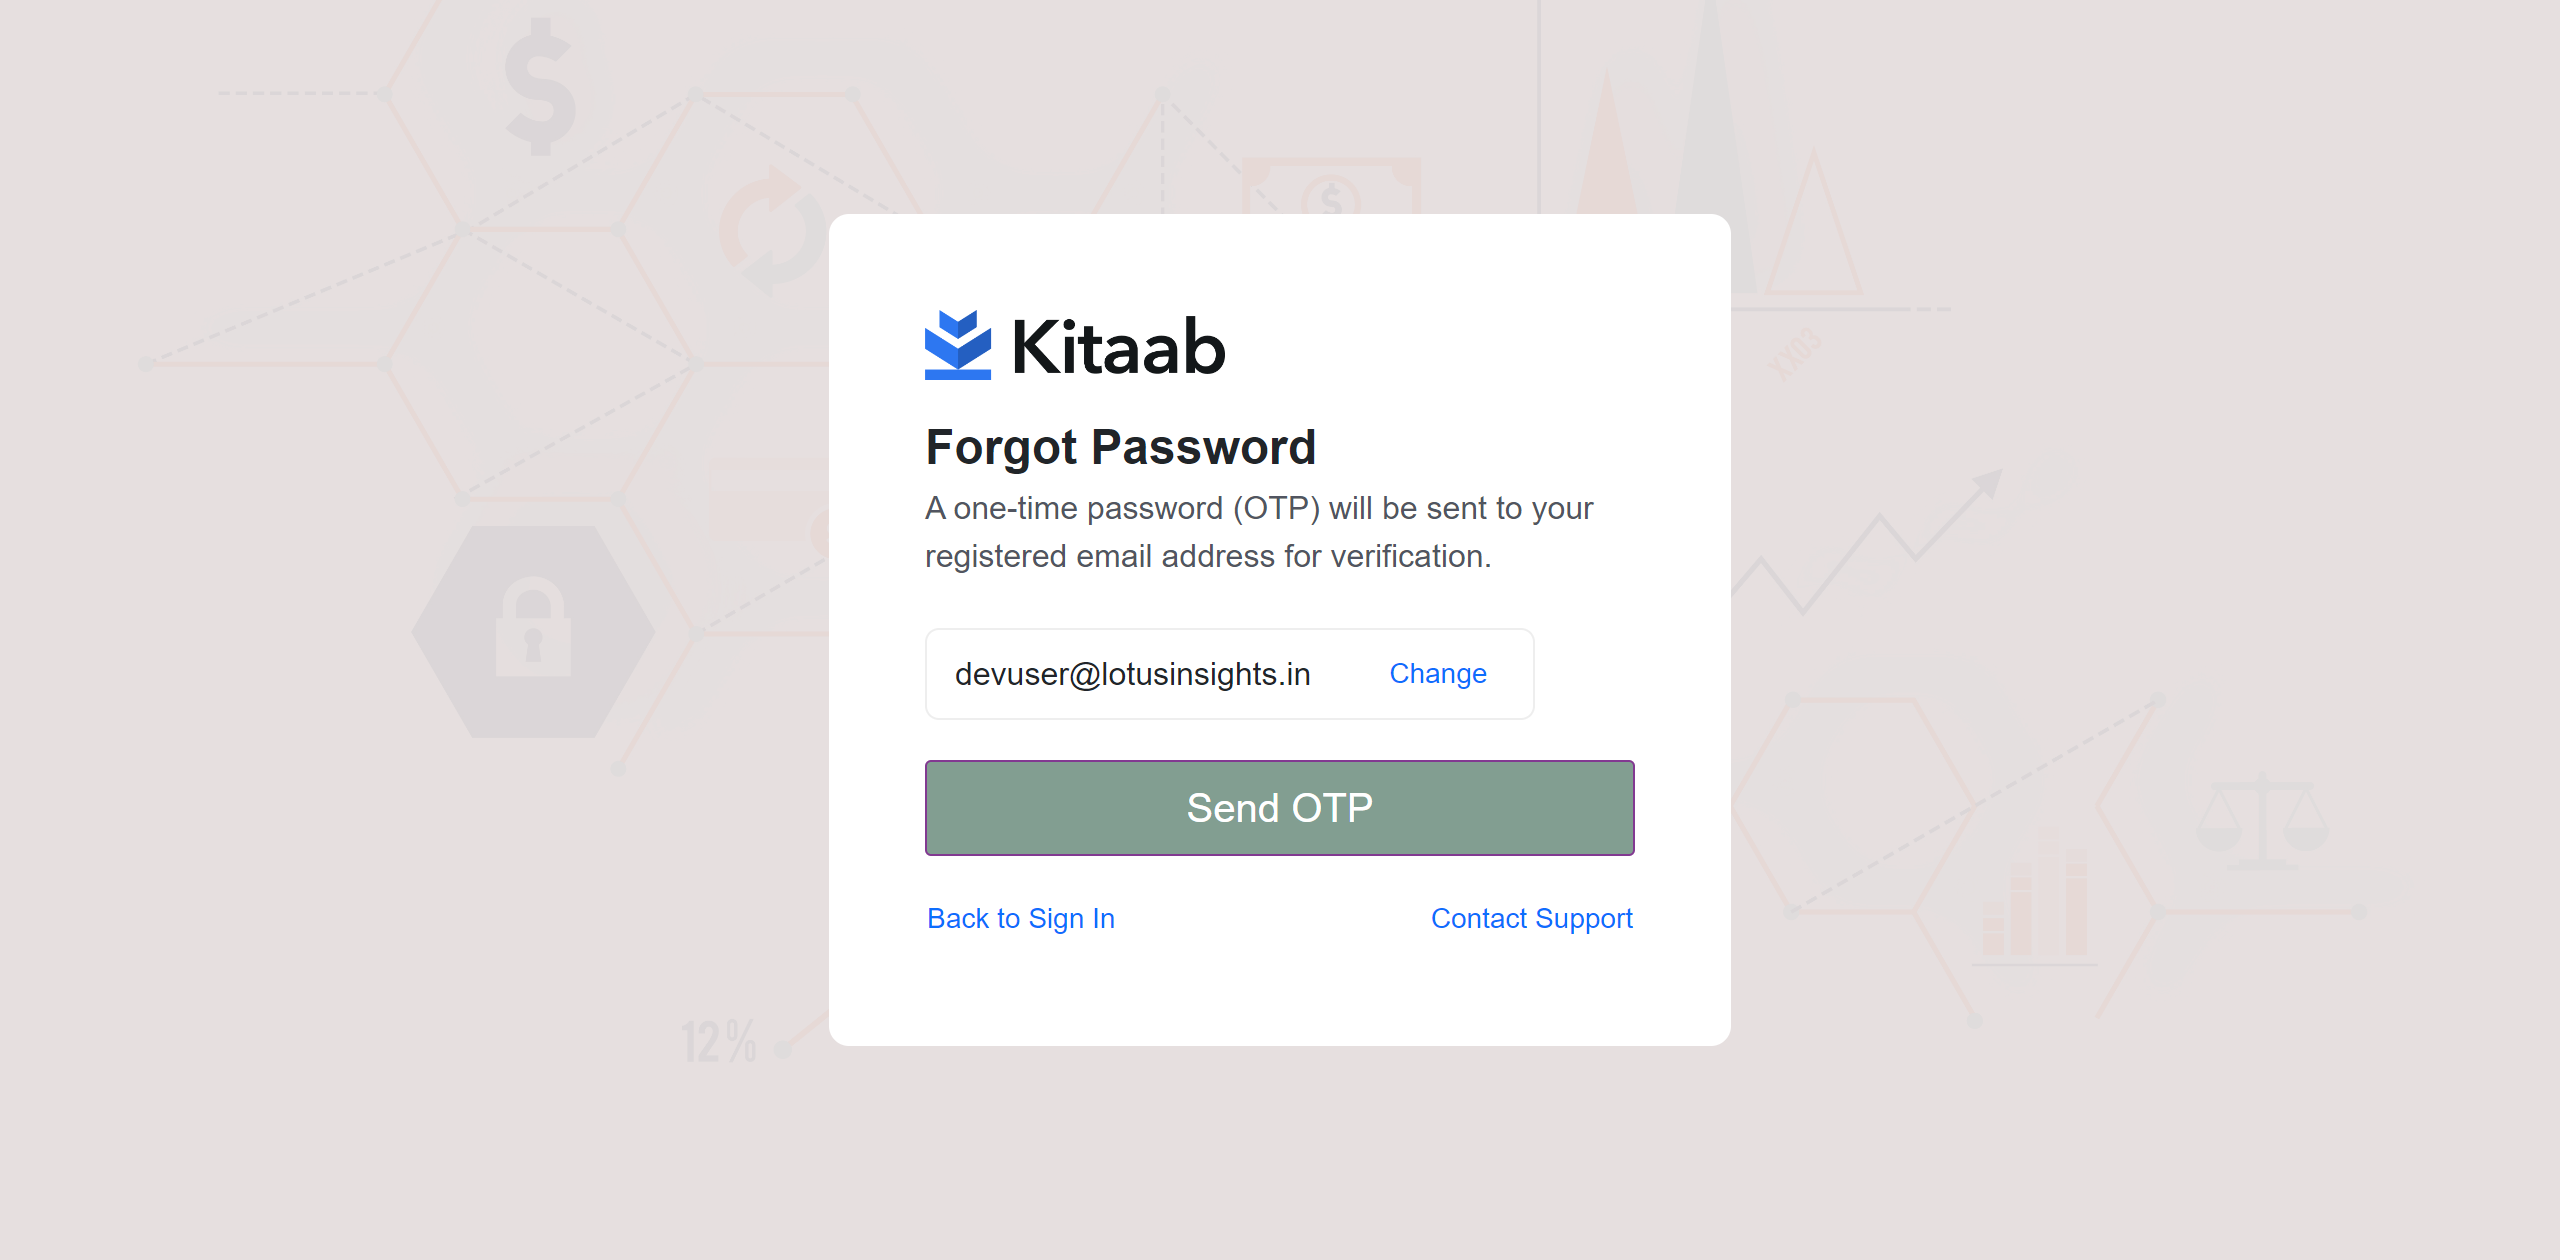 Kitaab
Forgot Password
A one-time password (OTP) will be sent to your
registered email address for verification.
devuser@lotusinsights.in
Change
Send OTP
Back to Sign In
Contact Support
$
$
12%